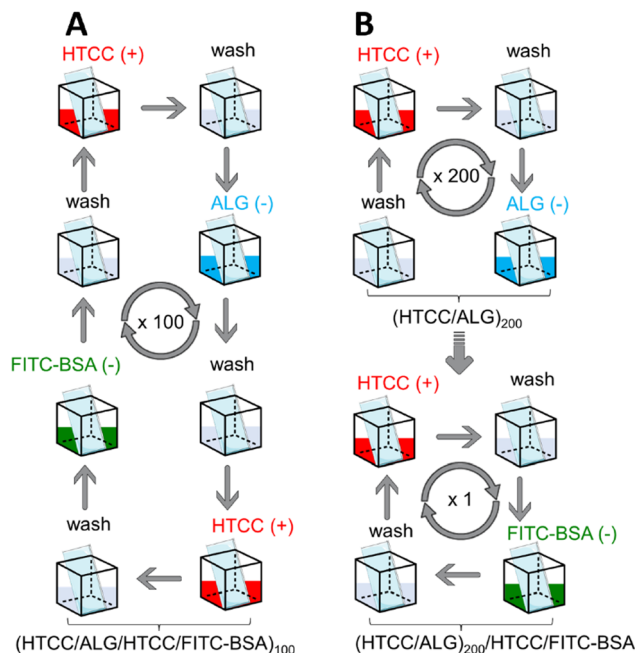 A
HTCC (+)
wash
wash
ALG (-)
x 100
FITC-BSA (-)
wash
wash
HTCC (+)
(HTCC/ALG/HTCC/FITC-BSA)100
B
HTCC (+)
wash
x 200
wash
ALG (-)
(HTCC/ALG)200
HTCC (+)
wash
x 1
wash
FITC-BSA (-)
(HTCC/ALG)200/HTCC/FITC-BSA